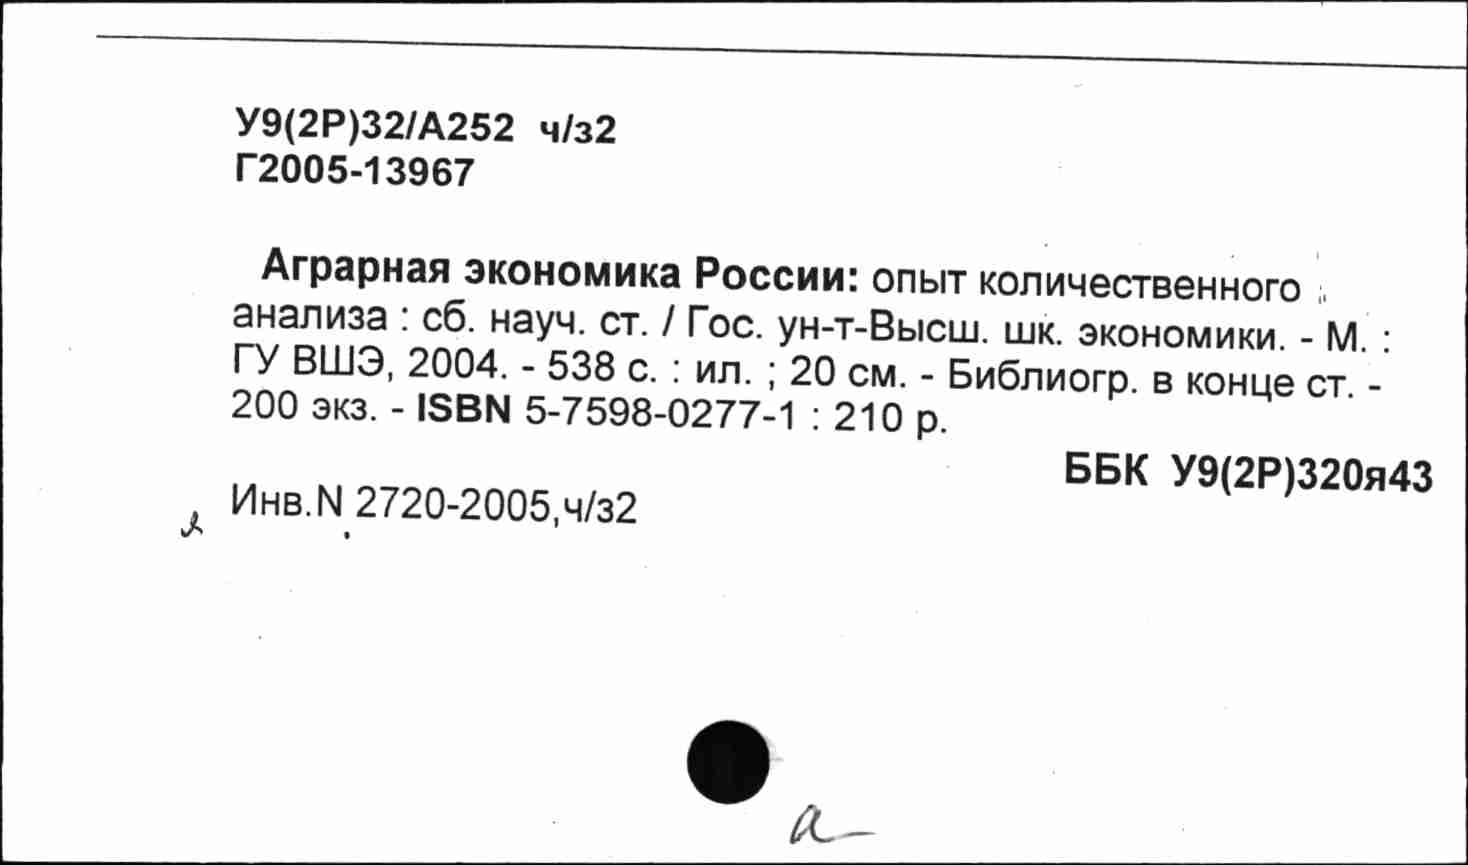 У9(2Р)32/А252 ч/з2
Г2005-13967
Аграрная экономика России: опыт количественного
анализа : сб. науч. ст. / Гос. ун-т-Высш. шк. экономики. - М. :
ГУ ВШЭ, 2004. - 538 с. : ил. ; 20 см. - Библиогр. в конце ст. -
200 экз. - ISBN 5-7598-0277-1 : 210 р.
ББК У9(2Р)320я43
Инв.N 2720-2005,ч/з2
а